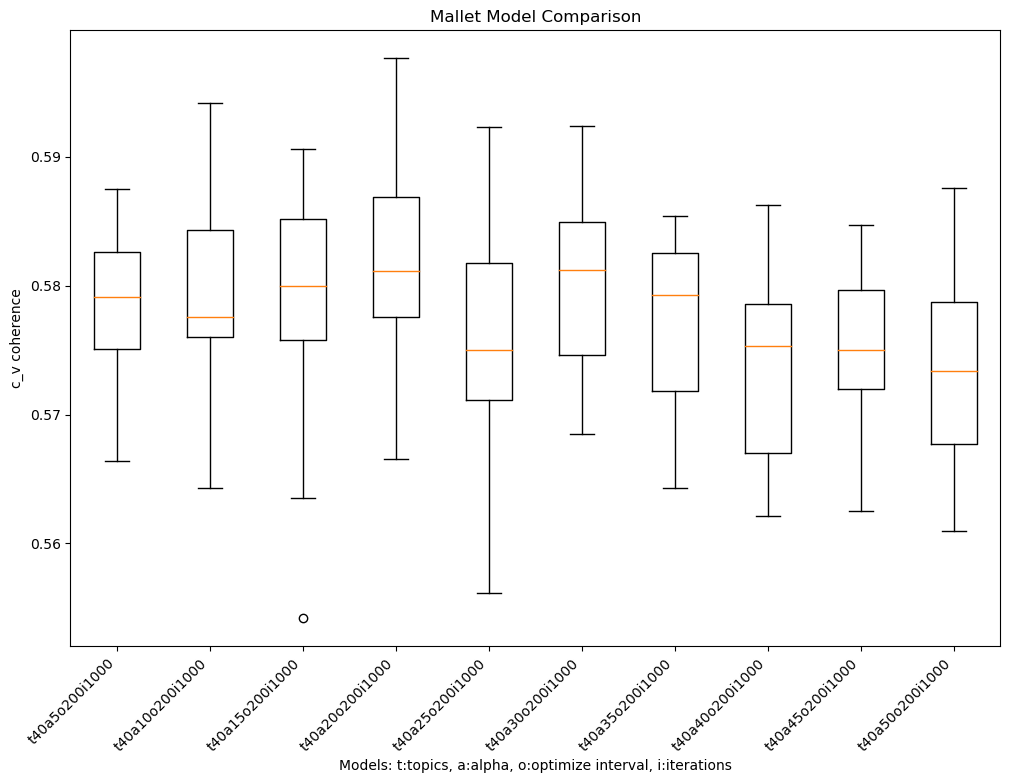 Mallet Model Comparison
c_v coherence
0.59
0.58
0.57
0.56
t40a5o200i1000
t40a10o200i1000
t40a15o200i1000
t40a20o200i1000
t40a25o200i1000
t40a30o200i1000
t40a35o200i1000
t40a40o200i1000
t40a45o200i1000
t40a50o200i1000
Models: t:topics, a:alpha, o:optimize interval, i:iterations